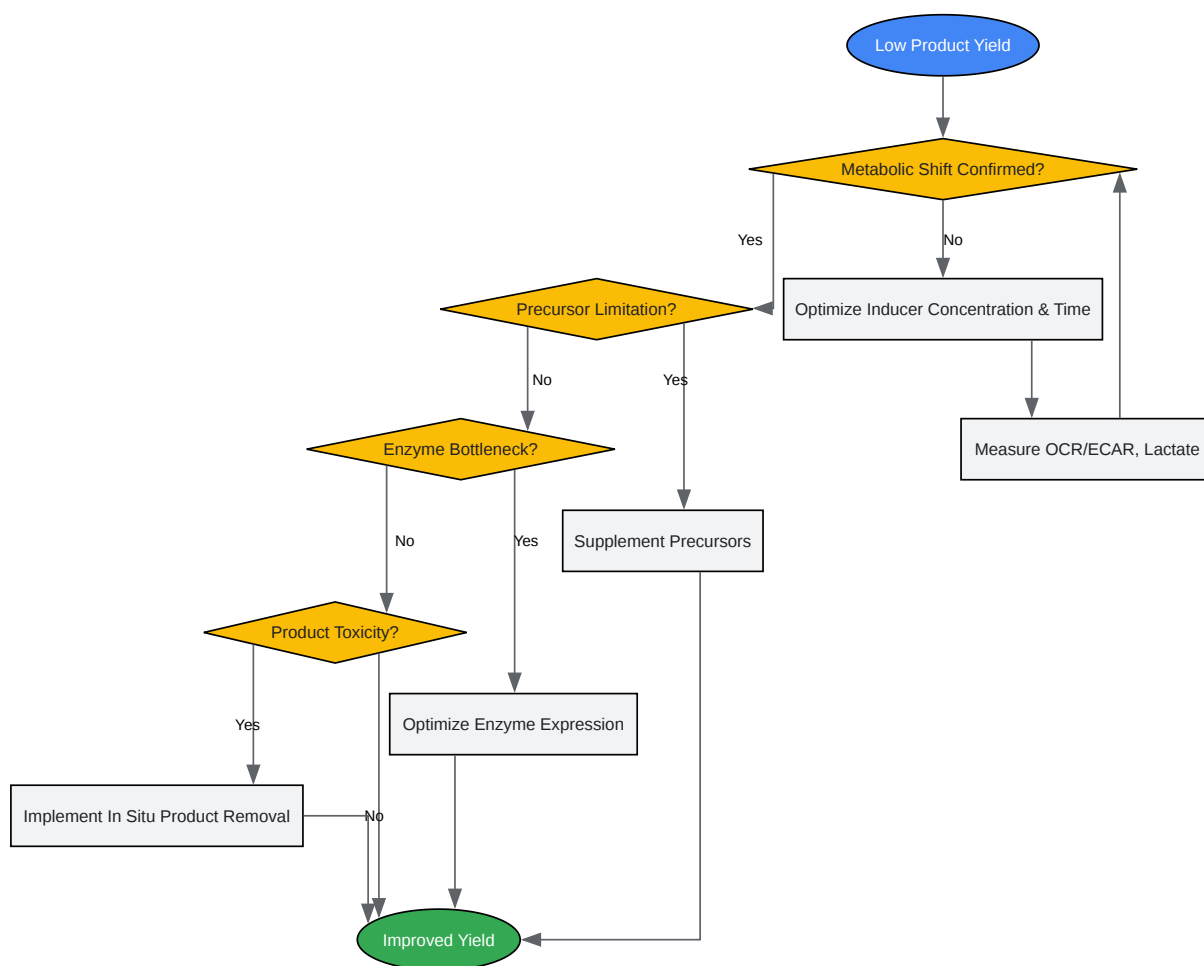 Low Product Yield
Metabolic Shift Confirmed?
Yes
No
Precursor Limitation?
Optimize Inducer Concentration & Time
No
Yes
Enzyme Bottleneck?
Measure OCR/ECAR, Lactate
No
Yes
Supplement Precursors
Product Toxicity?
Yes
Optimize Enzyme Expression
Implement In Situ Product Removal
No
Improved Yield